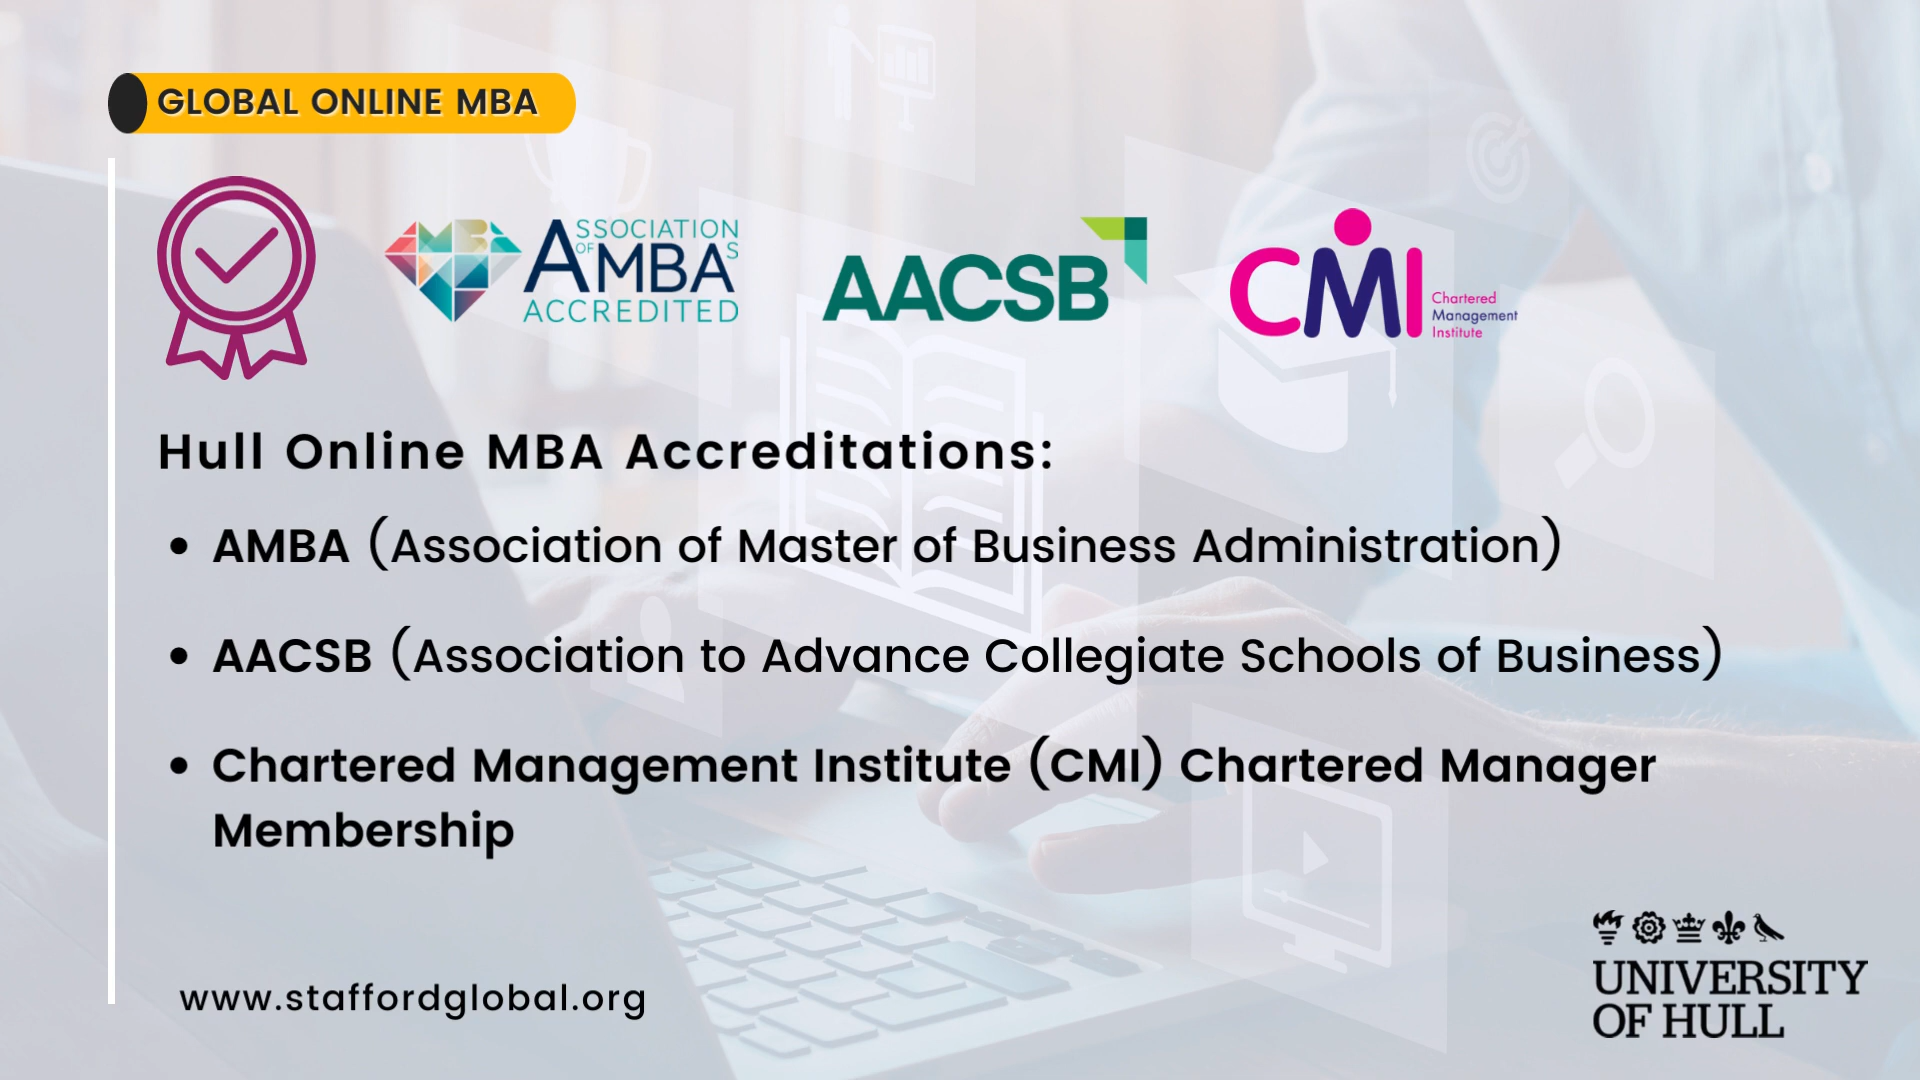 GLOBAL ONLINE MBA
ASSOCIATION
OF AMBAS
ACCREDITED
AACSB
CMI
Chartered
Management
Institute
Hull Online MBA Accreditations:
• AMBA (Association of Master of Business Administration)
• AACSB (Association to Advance Collegiate Schools of Business)
• Chartered Management Institute (CMI) Chartered Manager
Membership
www.staffordglobal.org
UNIVERSITY
OF HULL